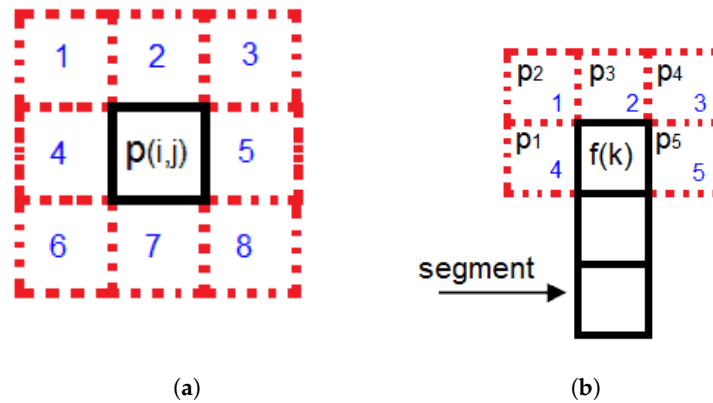 1 2 3
4 p(i,j) 5
6 7 8
(a)
p2 p3 p4
1 2 3
p1 f(k) p5
4 5
segment
(b)